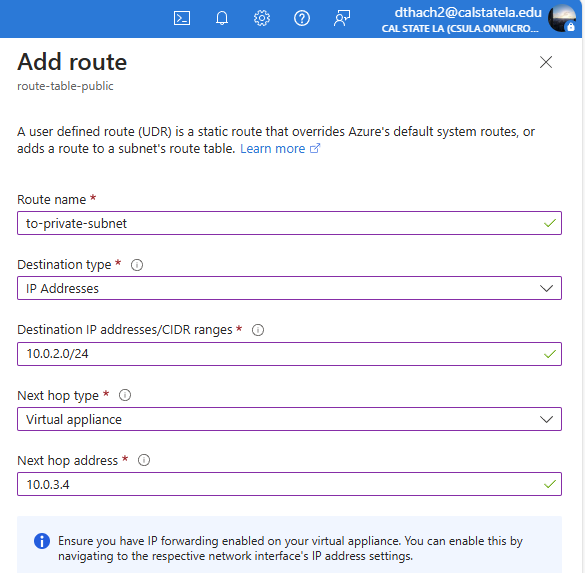 dthach2@calstatela.edu
CAL STATE LA (CSULA.ONMICRO...
Add route
route-table-public
A user defined route (UDR) is a static route that overrides Azure's default system routes, or
adds a route to a subnet's route table. Learn more
Route name *
to-private-subnet
Destination type *
IP Addresses
Destination IP addresses/CIDR ranges *
10.0.2.0/24
Next hop type *
Virtual appliance
Next hop address *
10.0.3.4
Ensure you have IP forwarding enabled on your virtual appliance. You can enable this by
navigating to the respective network interface's IP address settings.